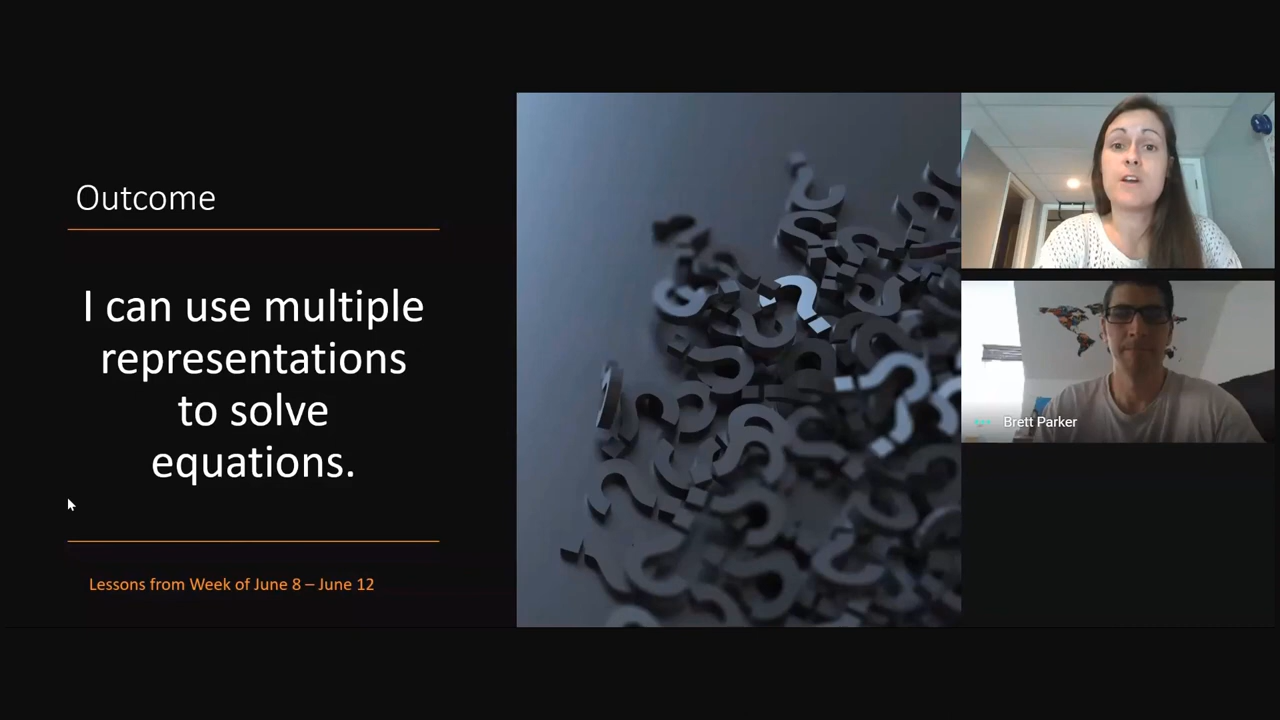 Outcome
I can use multiple
representations
to solve
equations.
Lessons from Week of June 8 – June 12
Brett Parker